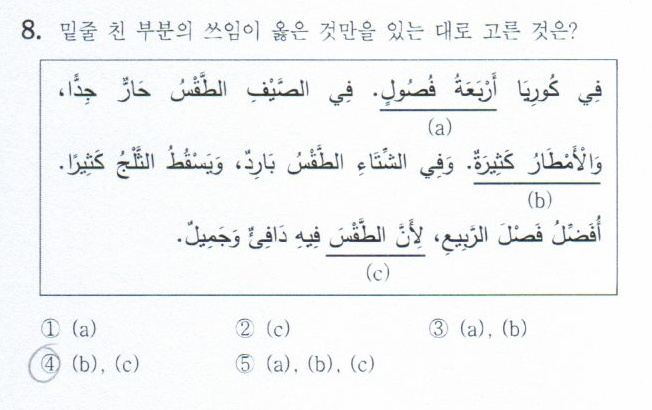 8. 밑줄 친 부분의 쓰임이 옳은 것만을 있는 대로 고른 것은?
فِي كُورِيَا أَرْبَعَةُ فُصُولٍ. فِي الصَّيْفِ الطَّقْسُ حَارٌّ جِدًّا،
(a)
وَالْأَمْطَارُ كَثِيرَةٌ. وَفِي الشِّتَاءِ الطَّقْسُ بَارِدٌ، وَيَسْقُطُ الثَّلْجُ كَثِيرًا.
(b)
أُفَضِّلُ فَصْلَ الرَّبِيعِ، لِأَنَّ الطَّقْسَ فِيهِ دَافِئٌ وَجَمِيلٌ.
(c)
① (a) ② (c) ③ (a), (b)
④ (b), (c) ⑤ (a), (b), (c)